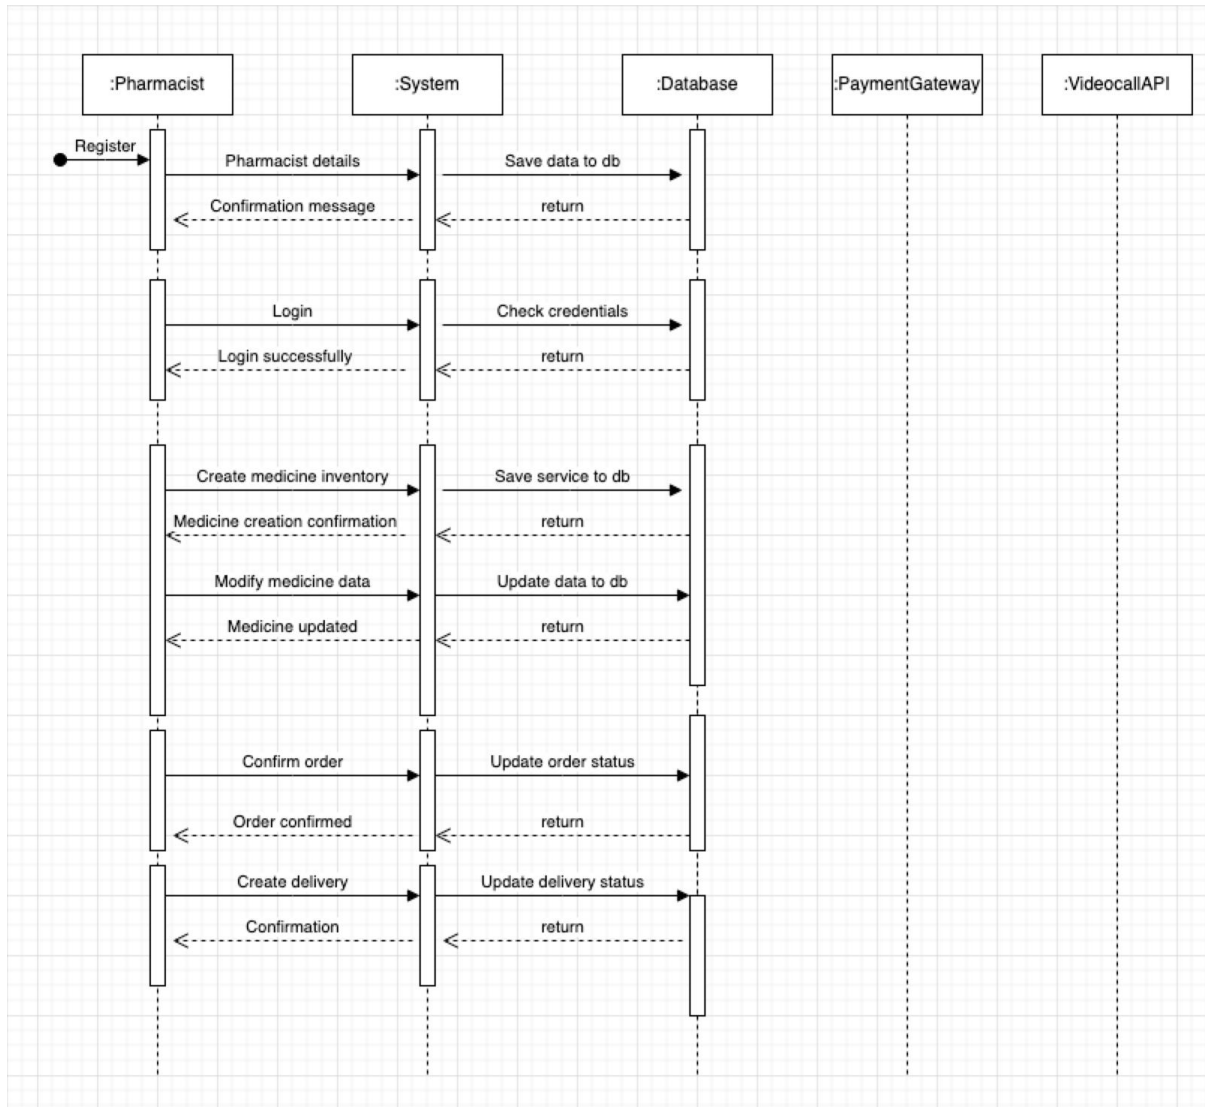 :Pharmacist
:System
:Database
:PaymentGateway
:VideocallAPI
Register
Pharmacist details
Save data to db
Confirmation message
return
Login
Check credentials
Login successfully
return
Create medicine inventory
Save service to db
Medicine creation confirmation
return
Modify medicine data
Update data to db
Medicine updated
return
Confirm order
Update order status
Order confirmed
return
Create delivery
Update delivery status
Confirmation
return